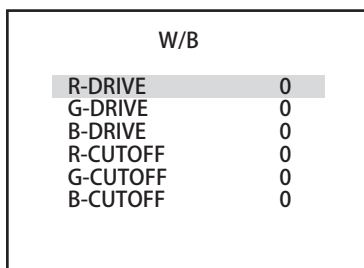 W/B
R-DRIVE 0
G-DRIVE 0
B-DRIVE 0
R-CUTOFF 0
G-CUTOFF 0
B-CUTOFF 0